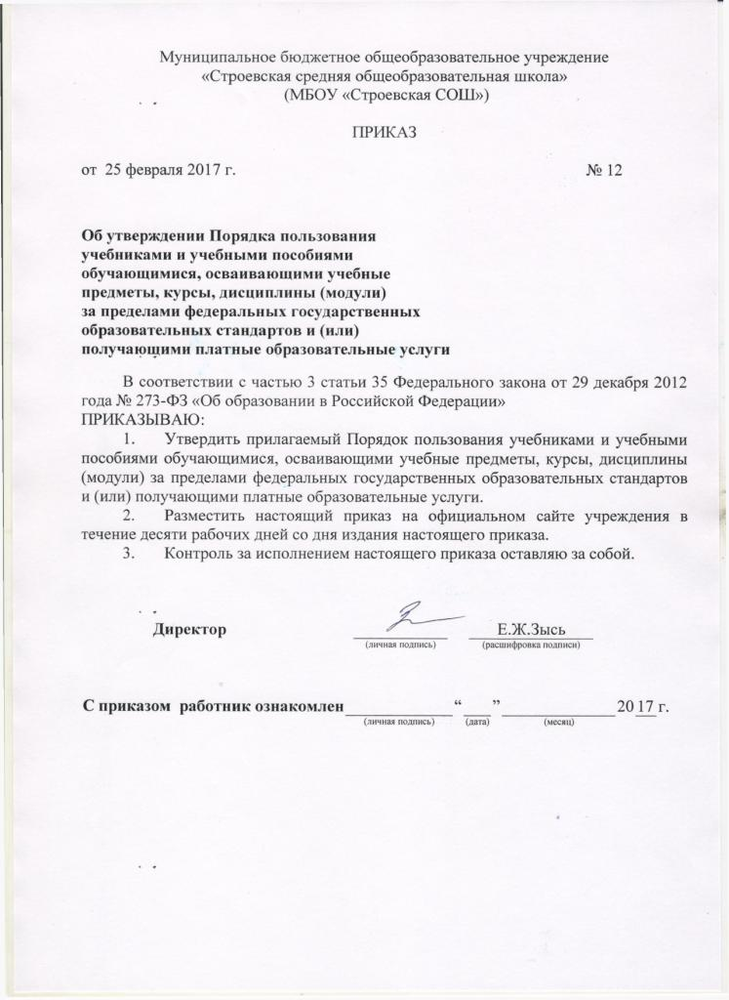 Муниципальное бюджетное общеобразовательное учреждение
«Строевская средняя общеобразовательная школа»
(МБОУ «Строевская СОШ»)
ПРИКАЗ
от 25 февраля 2017 г. № 12
Об утверждении Порядка пользования
учебниками и учебными пособиями
обучающимися, осваивающими учебные
предметы, курсы, дисциплины (модули)
за пределами федеральных государственных
образовательных стандартов и (или)
получающими платные образовательные услуги
В соответствии с частью 3 статьи 35 Федерального закона от 29 декабря 2012
года № 273-ФЗ «Об образовании в Российской Федерации»
ПРИКАЗЫВАЮ:
1. Утвердить прилагаемый Порядок пользования учебниками и учебными
пособиями обучающимися, осваивающими учебные предметы, курсы, дисциплины
(модули) за пределами федеральных государственных образовательных стандартов
и (или) получающими платные образовательные услуги.
2. Разместить настоящий приказ на официальном сайте учреждения в
течение десяти рабочих дней со дня издания настоящего приказа.
3. Контроль за исполнением настоящего приказа оставляю за собой.
Директор Е.Ж.Зысь
(личная подпись) (расшифровка подписи)
С приказом работник ознакомлен “ ” 20 17 г.
(личная подпись) (дата) (месяц)